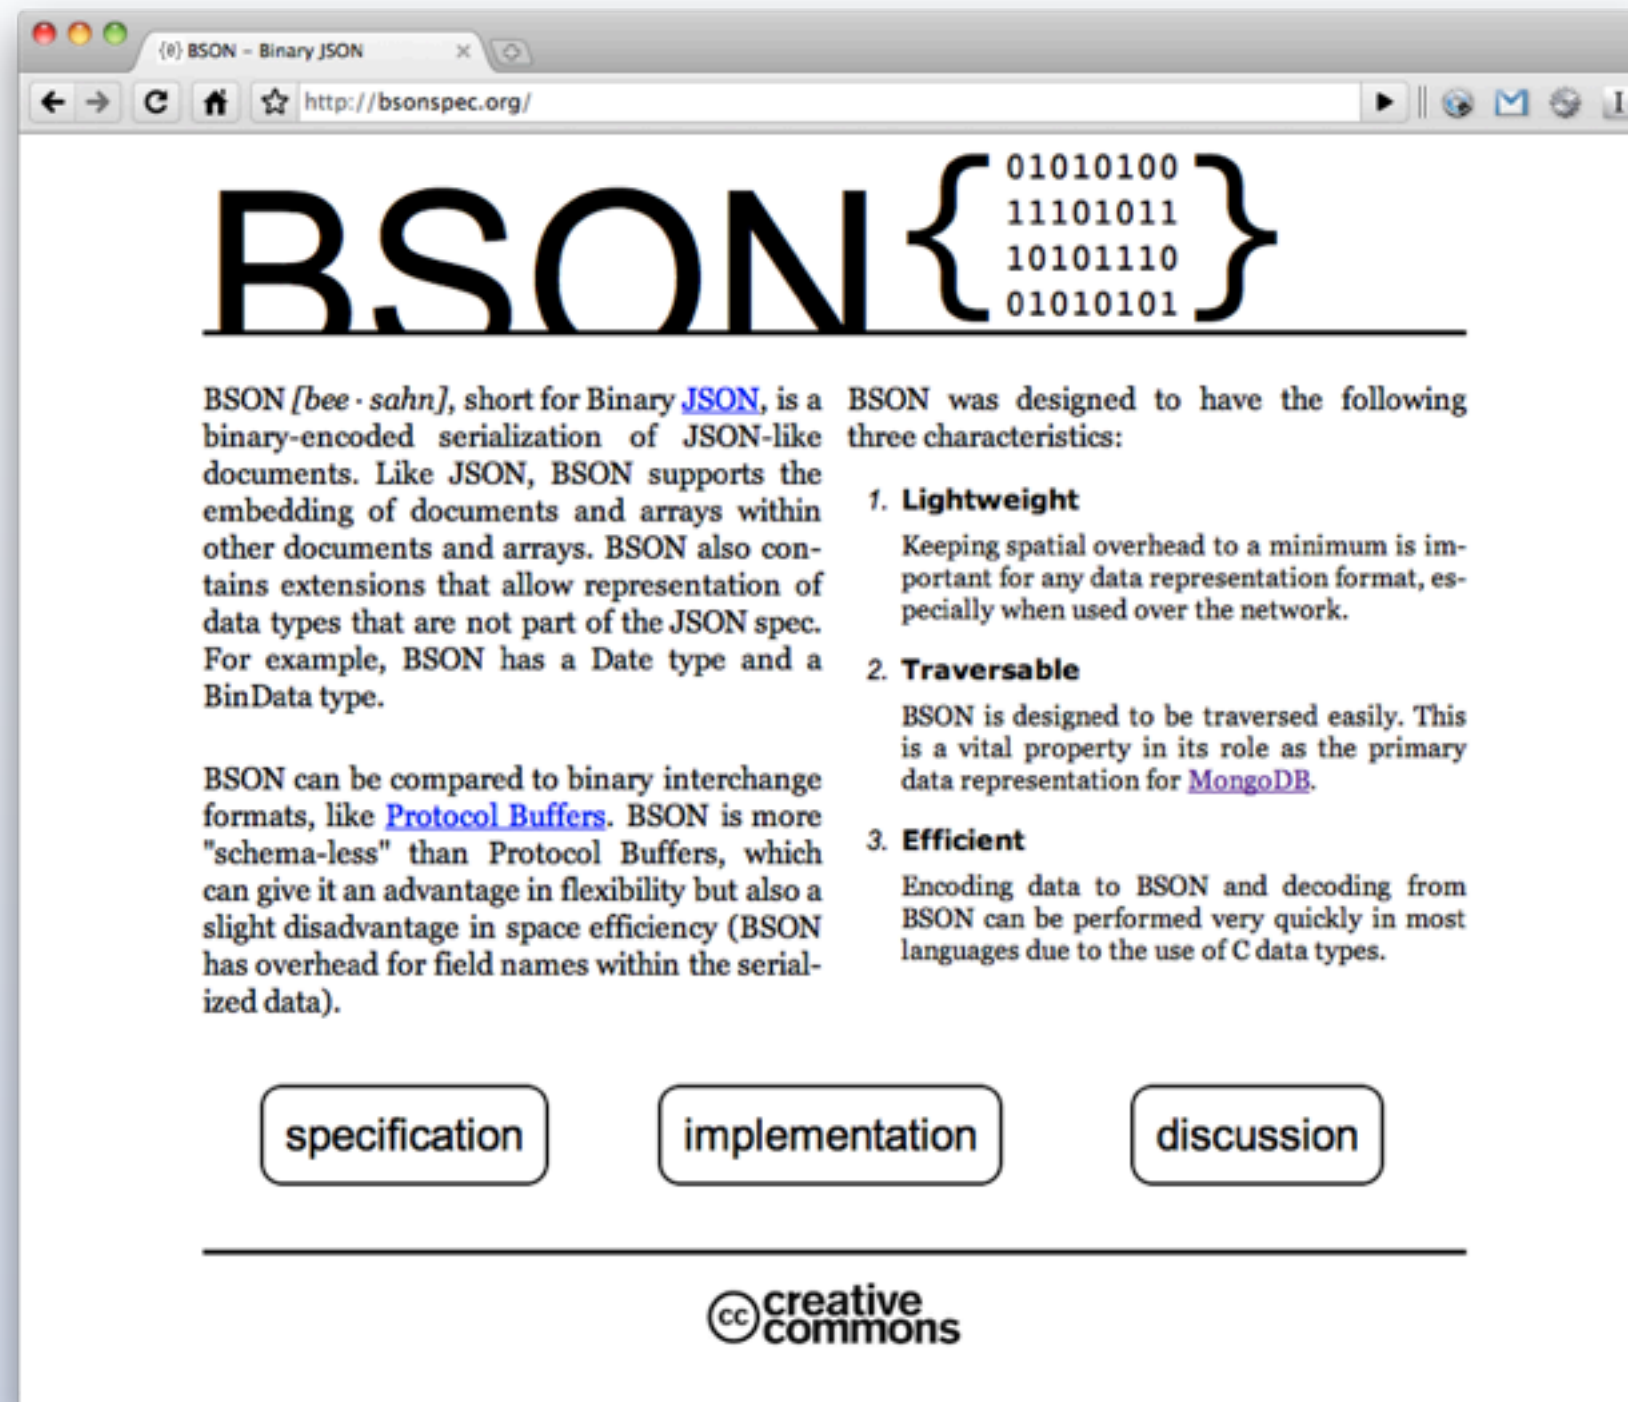 {0} BSON – Binary JSON
http://bsonspec.org/
BSON
{ 01010100
11101011
10101110
01010101 }
BSON [bee · sahn], short for Binary JSON, is a
binary-encoded serialization of JSON-like
documents. Like JSON, BSON supports the
embedding of documents and arrays within
other documents and arrays. BSON also con-
tains extensions that allow representation of
data types that are not part of the JSON spec.
For example, BSON has a Date type and a
BinData type.
BSON can be compared to binary interchange
formats, like Protocol Buffers. BSON is more
"schema-less" than Protocol Buffers, which
can give it an advantage in flexibility but also a
slight disadvantage in space efficiency (BSON
has overhead for field names within the serial-
ized data).
BSON was designed to have the following
three characteristics:
1. Lightweight
Keeping spatial overhead to a minimum is im-
portant for any data representation format, es-
pecially when used over the network.
2. Traversable
BSON is designed to be traversed easily. This
is a vital property in its role as the primary
data representation for MongoDB.
3. Efficient
Encoding data to BSON and decoding from
BSON can be performed very quickly in most
languages due to the use of C data types.
specification
implementation
discussion
cc creative
commons